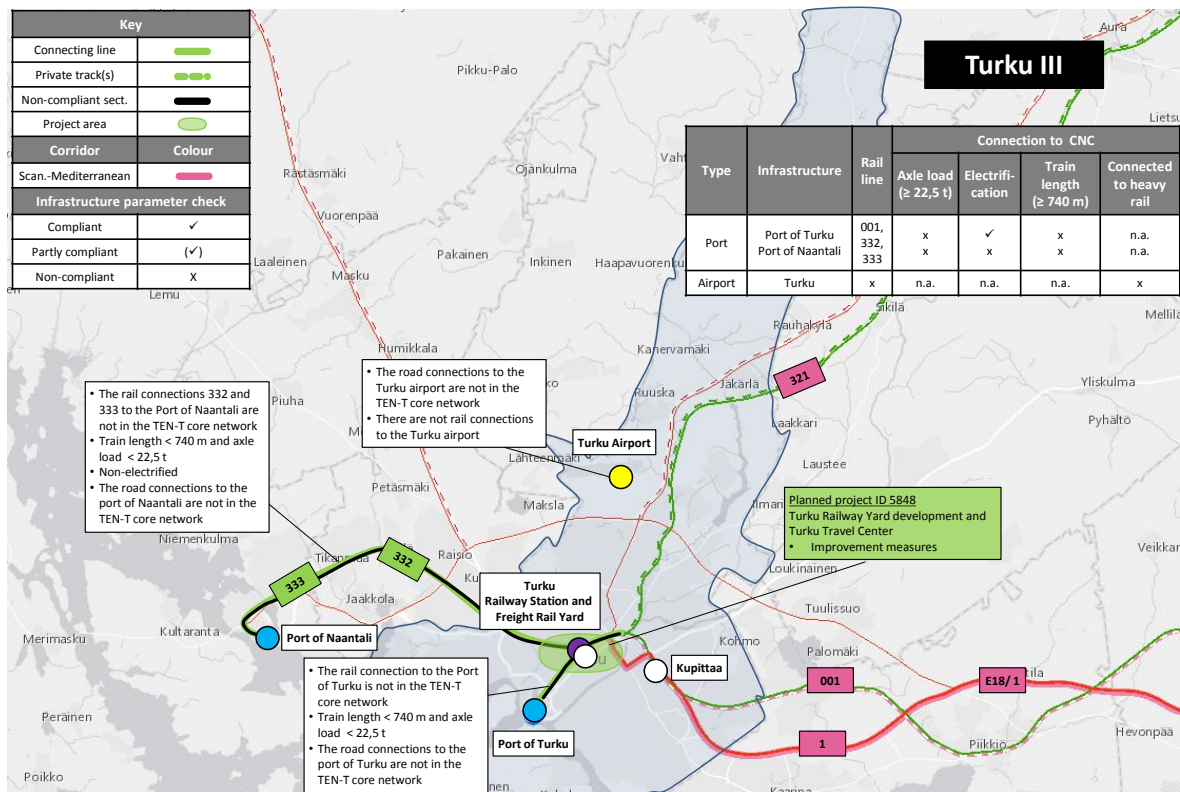 Key
Connecting line
Private track(s)
Non-compliant sect.
Project area
Corridor Colour
Scan.-Mediterranean
Infrastructure parameter check
Compliant ✓
Partly compliant (✓)
Non-compliant X
Turku III
Type Infrastructure Rail line Connection to CNC
Axle load (≥ 22,5 t) Electrifi-cation Train length (≥ 740 m) Connected to heavy rail
Port Port of Turku 001, x ✓ x n.a.
Port of Naantali 332, 333 x x x n.a.
Airport Turku x n.a. n.a. n.a. x
Aura
Pikku-Palo
Lietsu
Ojankulma
Vaht
Rästäsmäki
Vuorenpää
Pakainen
Inkinen
Haapavuorenku
Laaleinen
Masku
Lemu
Sikilä
Mellilä
Rauhakylä
Humikkala
Kanervamäki
• The road connections to the
Turku airport are not in the
TEN-T core network
• There are not rail connections
to the Turku airport
ko
Ruuska
Jäkärlä
321
Yliskulma
• The rail connections 332 and
333 to the Port of Naantali are
not in the TEN-T core network
• Train length < 740 m and axle
load < 22,5 t
• Non-electrified
• The road connections to the
port of Naantali are not in the
TEN-T core network
Piuha
Laakkari
Pyhältö
Turku Airport
Lähteenmäki
Laustee
Petäsmäki
Maksla
Ilmari
Planned project ID 5848
Turku Railway Yard development and
Turku Travel Center
• Improvement measures
Niemenkulma
Raisio
332
Veikkar
Loukinainen
333
Jaakkola
Turku
Railway Station and
Freight Rail Yard
Tuulissuo
Merimasku
Kultaranta
Port of Naantali
Kohmo
Palomäki
Kupittaa
• The rail connection to the Port
of Turku is not in the TEN-T
core network
• Train length < 740 m and axle
load < 22,5 t
• The road connections to the
port of Turku are not in the
TEN-T core network
001
E18/ 1
tila
Peräinen
Port of Turku
1
Piikkiö
Hevonpää
Poikko
Kaarina